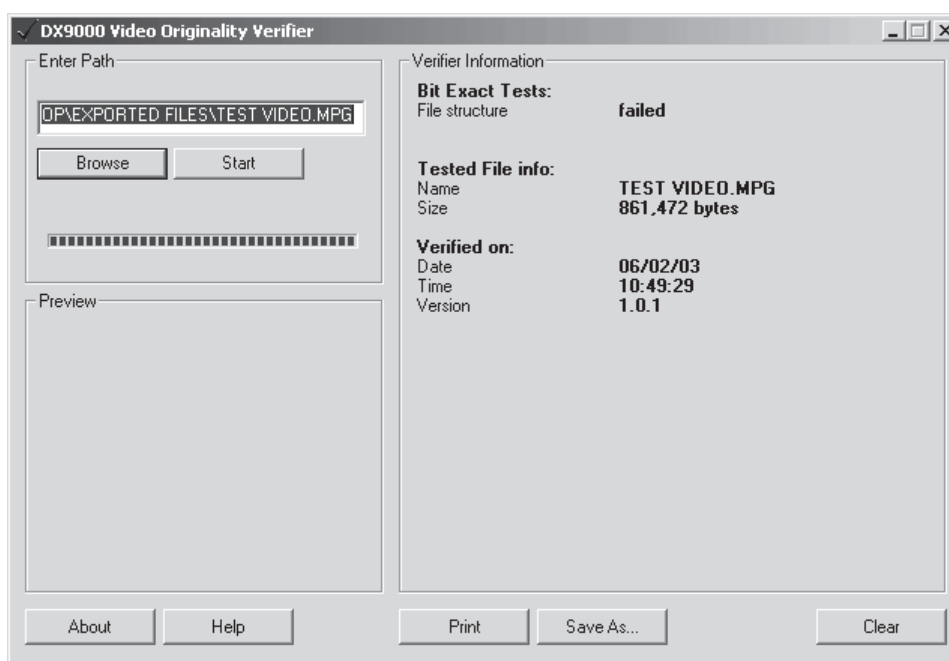 DX9000 Video Originality Verifier
Enter Path
OP\EXPORTED FILES\TEST VIDEO.MPG
Browse
Start
Preview
Verifier Information
Bit Exact Tests:
File structure failed
Tested File info:
Name TEST VIDEO.MPG
Size 861,472 bytes
Verified on:
Date 06/02/03
Time 10:49:29
Version 1.0.1
About
Help
Print
Save As...
Clear